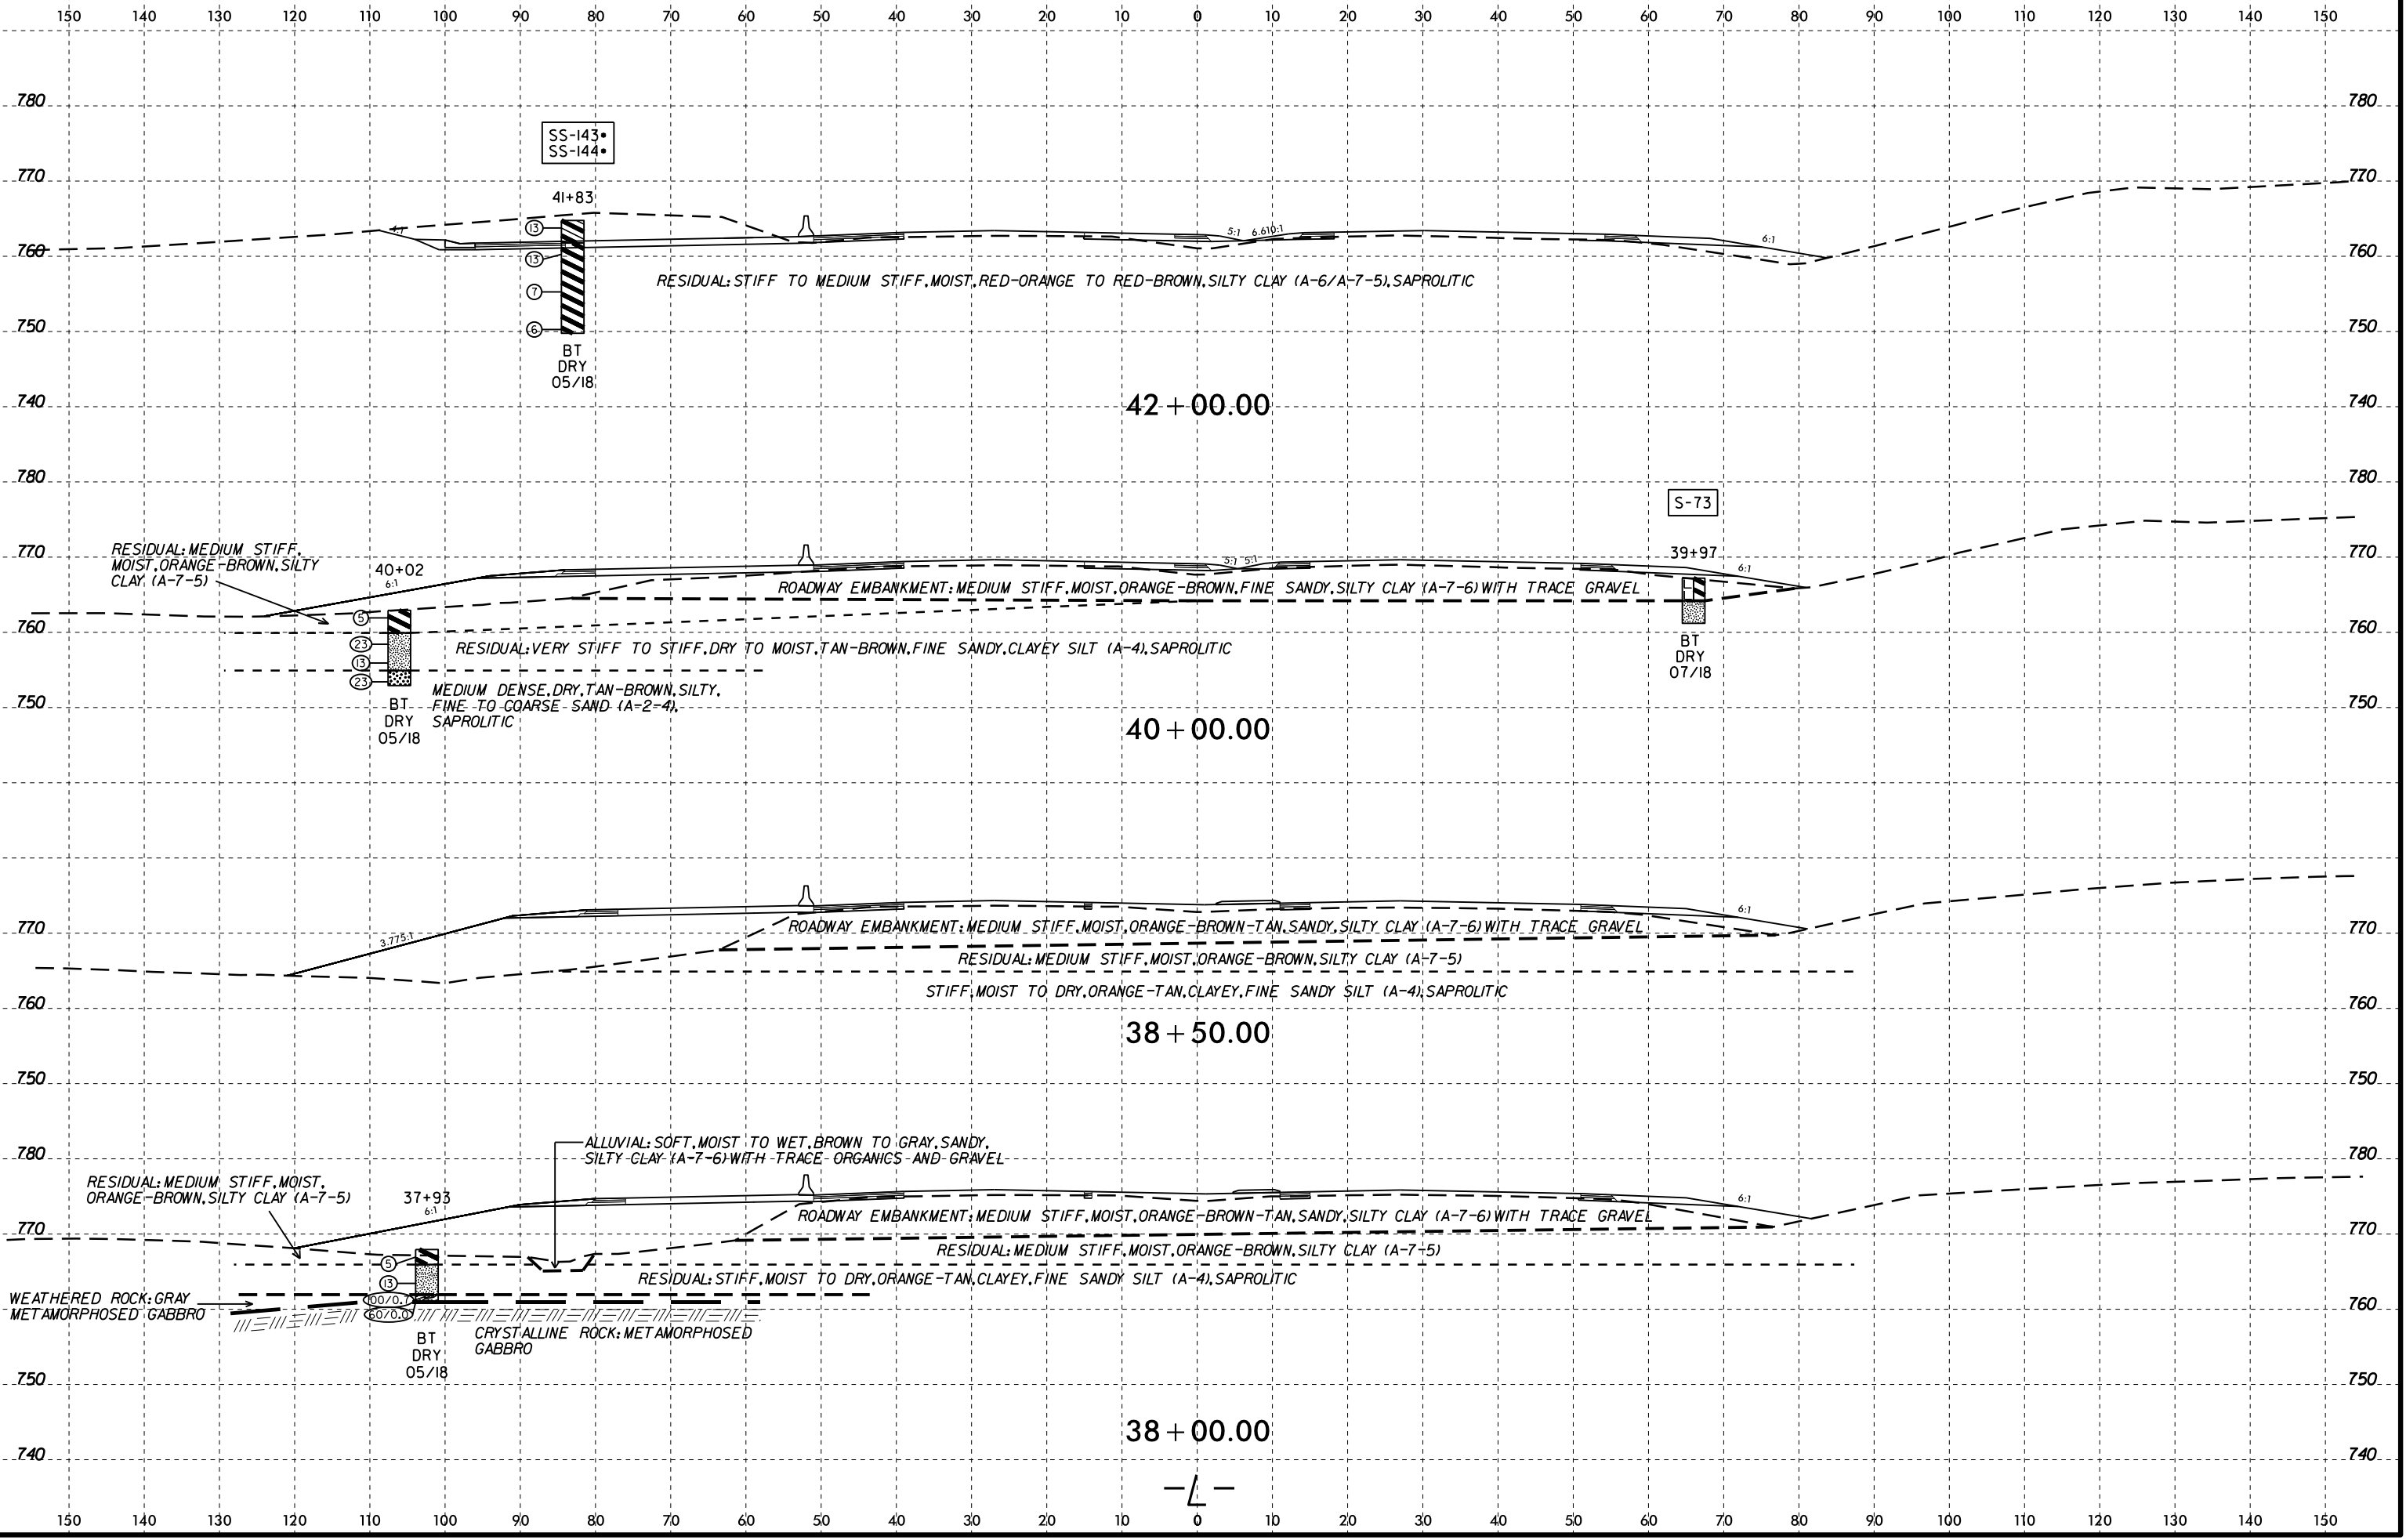 150 140 130 120 110 100 90 80 70 60 50 40 30 20 10 0 10 20 30 40 50 60 70 80 90 100 110 120 130 140 150
780 780
SS-143•
SS-144•
770 770
41+83
13
4:1
5:1 6.610:1 6:1
760 760
13
RESIDUAL: STIFF TO MEDIUM STIFF, MOIST, RED-ORANGE TO RED-BROWN, SILTY CLAY (A-6/A-7-5), SAPROLITIC
7
750 6 750
BT
DRY
05/18
740 42+00.00 740
780 780
S-73
RESIDUAL: MEDIUM STIFF,
MOIST, ORANGE-BROWN, SILTY
CLAY (A-7-5)
770 39+97 770
40+02
6:1
5:1 5:1 6:1
ROADWAY EMBANKMENT: MEDIUM STIFF, MOIST, ORANGE-BROWN, FINE SANDY, SILTY CLAY (A-7-6) WITH TRACE GRAVEL
5
760 760
23
RESIDUAL: VERY STIFF TO STIFF, DRY TO MOIST, TAN-BROWN, FINE SANDY, CLAYEY SILT (A-4), SAPROLITIC
BT
DRY
07/18
13
23
MEDIUM DENSE, DRY, TAN-BROWN, SILTY,
FINE TO COARSE SAND (A-2-4),
SAPROLITIC
750 750
BT
DRY
05/18
40+00.00
6:1
770 770
3.775:1
ROADWAY EMBANKMENT: MEDIUM STIFF, MOIST, ORANGE-BROWN-TAN, SANDY, SILTY CLAY (A-7-6) WITH TRACE GRAVEL
RESIDUAL: MEDIUM STIFF, MOIST, ORANGE-BROWN, SILTY CLAY (A-7-5)
STIFF, MOIST TO DRY, ORANGE-TAN, CLAYEY, FINE SANDY SILT (A-4), SAPROLITIC
760 760
38+50.00
750 750
ALLUVIAL: SOFT, MOIST TO WET, BROWN TO GRAY, SANDY,
SILTY CLAY (A-7-6) WITH TRACE ORGANICS AND GRAVEL
780 780
RESIDUAL: MEDIUM STIFF, MOIST,
ORANGE-BROWN, SILTY CLAY (A-7-5)
37+93
6:1
6:1
ROADWAY EMBANKMENT: MEDIUM STIFF, MOIST, ORANGE-BROWN-TAN, SANDY, SILTY CLAY (A-7-6) WITH TRACE GRAVEL
770 770
RESIDUAL: MEDIUM STIFF, MOIST, ORANGE-BROWN, SILTY CLAY (A-7-5)
5
RESIDUAL: STIFF, MOIST TO DRY, ORANGE-TAN, CLAYEY, FINE SANDY SILT (A-4), SAPROLITIC
13
WEATHERED ROCK: GRAY
METAMORPHOSED GABBRO
60/0.0
760 760
CRYSTALLINE ROCK: METAMORPHOSED
GABBRO
BT
DRY
05/18
750 750
38+00.00
740 740
-L-
150 140 130 120 110 100 90 80 70 60 50 40 30 20 10 0 10 20 30 40 50 60 70 80 90 100 110 120 130 140 150